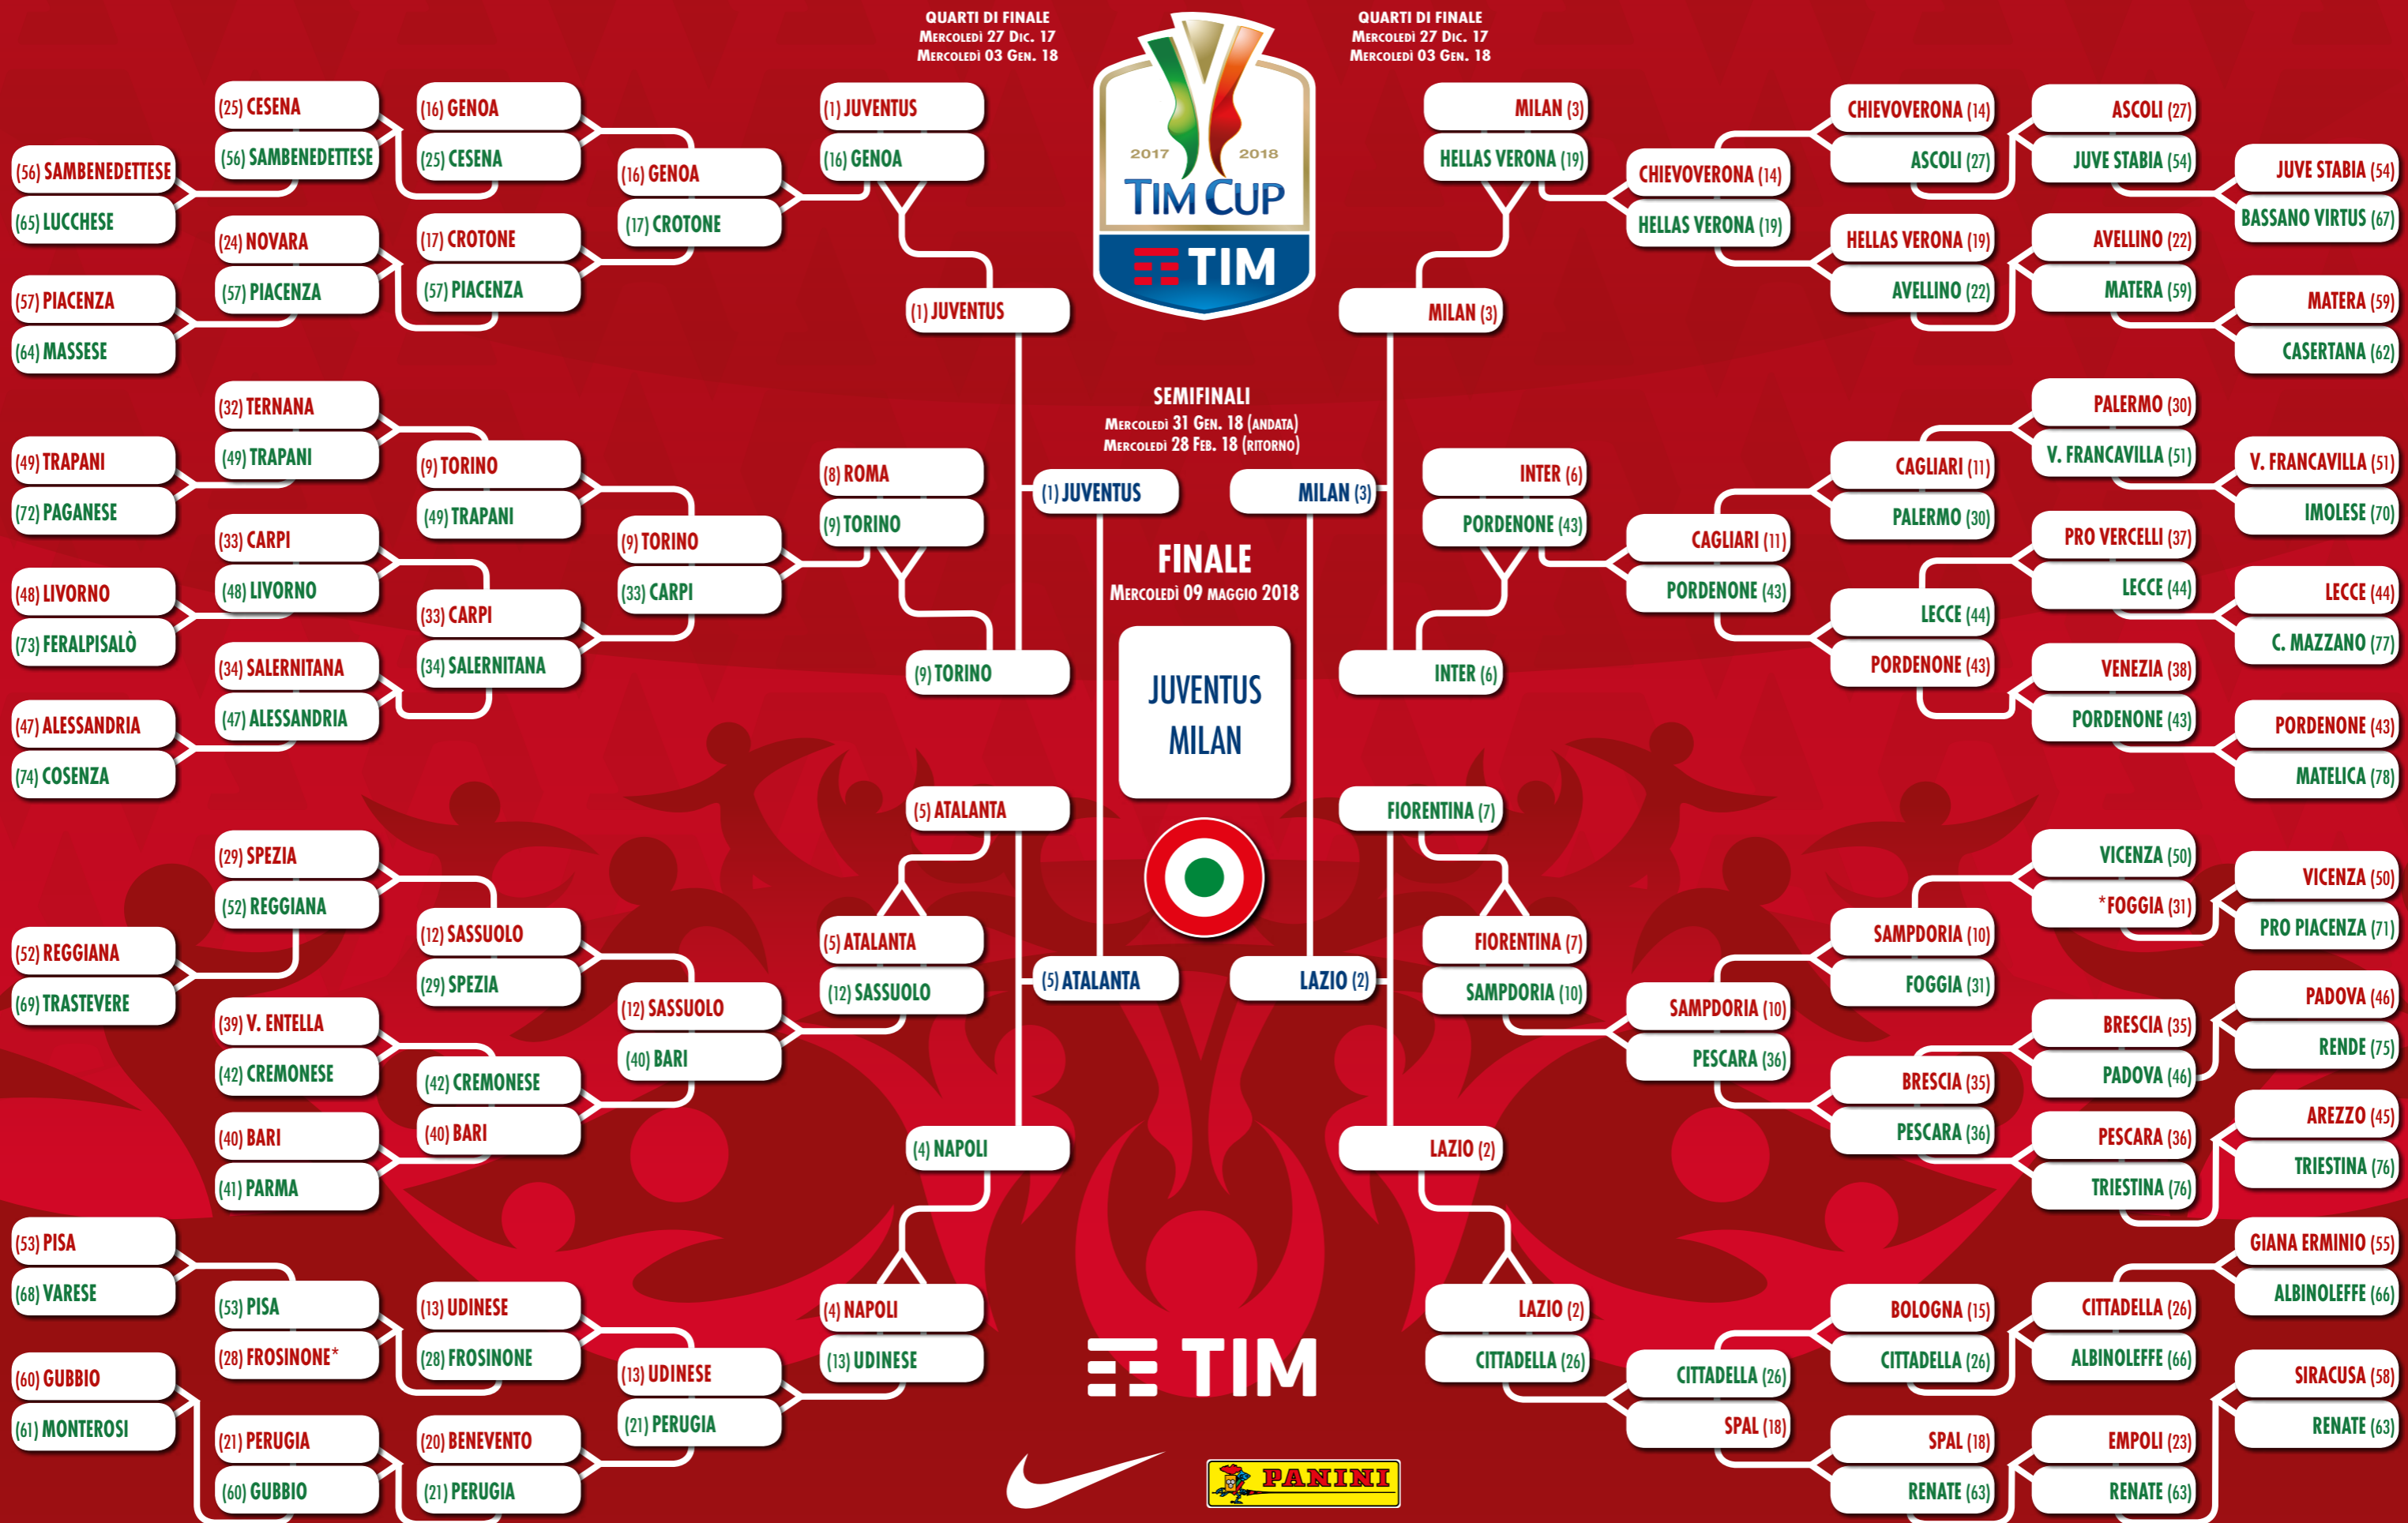 QUARTI DI FINALE
MERCOLEDÌ 27 DIC. 17
MERCOLEDÌ 03 GEN. 18
QUARTI DI FINALE
MERCOLEDÌ 27 DIC. 17
MERCOLEDÌ 03 GEN. 18
2017 2018
TIM CUP
TIM
(56) SAMBENEDETTESE
(65) LUCCHESE
(57) PIACENZA
(64) MASSESE
(49) TRAPANI
(72) PAGANESE
(48) LIVORNO
(73) FERALPISALÒ
(47) ALESSANDRIA
(74) COSENZA
(52) REGGIANA
(69) TRASTEVERE
(53) PISA
(68) VARESE
(60) GUBBIO
(61) MONTEROSI
(25) CESENA
(56) SAMBENEDETTESE
(24) NOVARA
(57) PIACENZA
(32) TERNANA
(49) TRAPANI
(33) CARPI
(48) LIVORNO
(34) SALERNITANA
(47) ALESSANDRIA
(29) SPEZIA
(52) REGGIANA
(39) V. ENTELLA
(42) CREMONESE
(40) BARI
(41) PARMA
(53) PISA
(28) FROSINONE*
(21) PERUGIA
(60) GUBBIO
(16) GENOA
(25) CESENA
(17) CROTONE
(57) PIACENZA
(9) TORINO
(49) TRAPANI
(33) CARPI
(34) SALERNITANA
(12) SASSUOLO
(29) SPEZIA
(42) CREMONESE
(40) BARI
(13) UDINESE
(28) FROSINONE
(20) BENEVENTO
(21) PERUGIA
(16) GENOA
(17) CROTONE
(9) TORINO
(33) CARPI
(12) SASSUOLO
(40) BARI
(13) UDINESE
(21) PERUGIA
(1) JUVENTUS
(16) GENOA
(8) ROMA
(9) TORINO
(5) ATALANTA
(12) SASSUOLO
(4) NAPOLI
(13) UDINESE
(1) JUVENTUS
(9) TORINO
(5) ATALANTA
(4) NAPOLI
SEMIFINALI
MERCOLEDÌ 31 GEN. 18 (ANDATA)
MERCOLEDÌ 28 FEB. 18 (RITORNO)
(1) JUVENTUS
(5) ATALANTA
MILAN (3)
LAZIO (2)
FINALE
MERCOLEDÌ 09 MAGGIO 2018
JUVENTUS
MILAN
MILAN (3)
INTER (6)
FIORENTINA (7)
LAZIO (2)
MILAN (3)
HELLAS VERONA (19)
INTER (6)
PORDENONE (43)
FIORENTINA (7)
SAMPDORIA (10)
LAZIO (2)
CITTADELLA (26)
CHIEVOVERONA (14)
HELLAS VERONA (19)
CAGLIARI (11)
PORDENONE (43)
SAMPDORIA (10)
PESCARA (36)
CITTADELLA (26)
SPAL (18)
CHIEVOVERONA (14)
ASCOLI (27)
HELLAS VERONA (19)
AVELLINO (22)
CAGLIARI (11)
PALERMO (30)
LECCE (44)
PORDENONE (43)
SAMPDORIA (10)
FOGGIA (31)
BRESCIA (35)
PESCARA (36)
BOLOGNA (15)
CITTADELLA (26)
SPAL (18)
RENATE (63)
ASCOLI (27)
JUVE STABIA (54)
AVELLINO (22)
MATERA (59)
PALERMO (30)
V. FRANCAVILLA (51)
PRO VERCELLI (37)
LECCE (44)
VENEZIA (38)
PORDENONE (43)
VICENZA (50)
*FOGGIA (31)
BRESCIA (35)
PADOVA (46)
PESCARA (36)
TRIESTINA (76)
CITTADELLA (26)
ALBINOLEFFE (66)
EMPOLI (23)
RENATE (63)
JUVE STABIA (54)
BASSANO VIRTUS (67)
MATERA (59)
CASERTANA (62)
V. FRANCAVILLA (51)
IMOLESE (70)
LECCE (44)
C. MAZZANO (77)
PORDENONE (43)
MATELICA (78)
VICENZA (50)
PRO PIACENZA (71)
PADOVA (46)
RENDE (75)
AREZZO (45)
TRIESTINA (76)
GIANA ERMINIO (55)
ALBINOLEFFE (66)
SIRACUSA (58)
RENATE (63)
TIM
PANINI